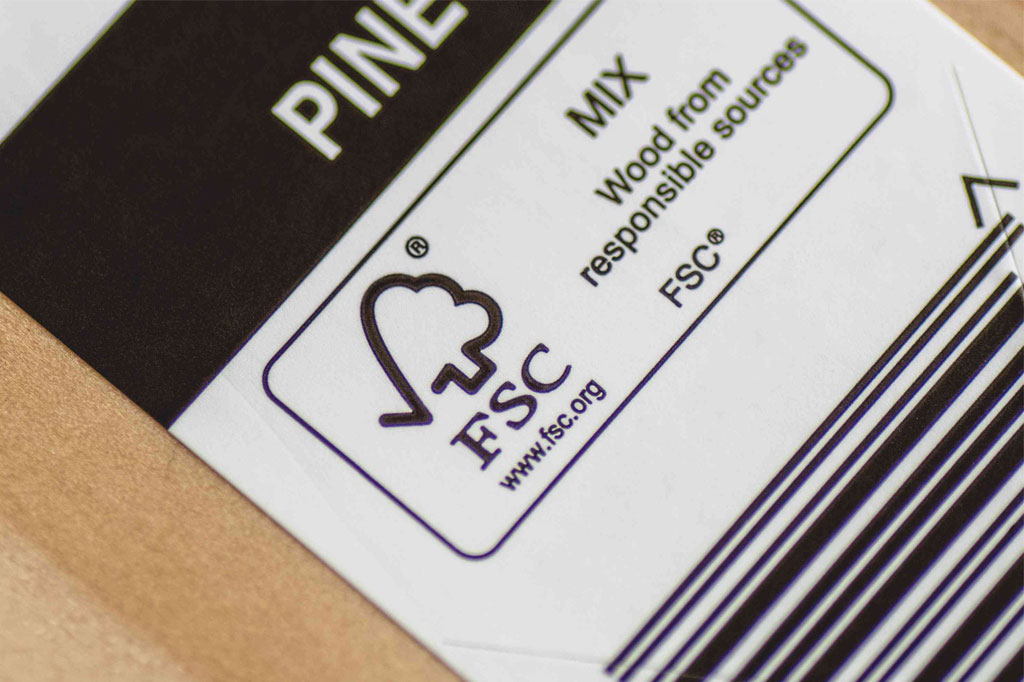 PINE
MIX
Wood from
responsible sources
FSC®
®
FSC
www.fsc.org
>